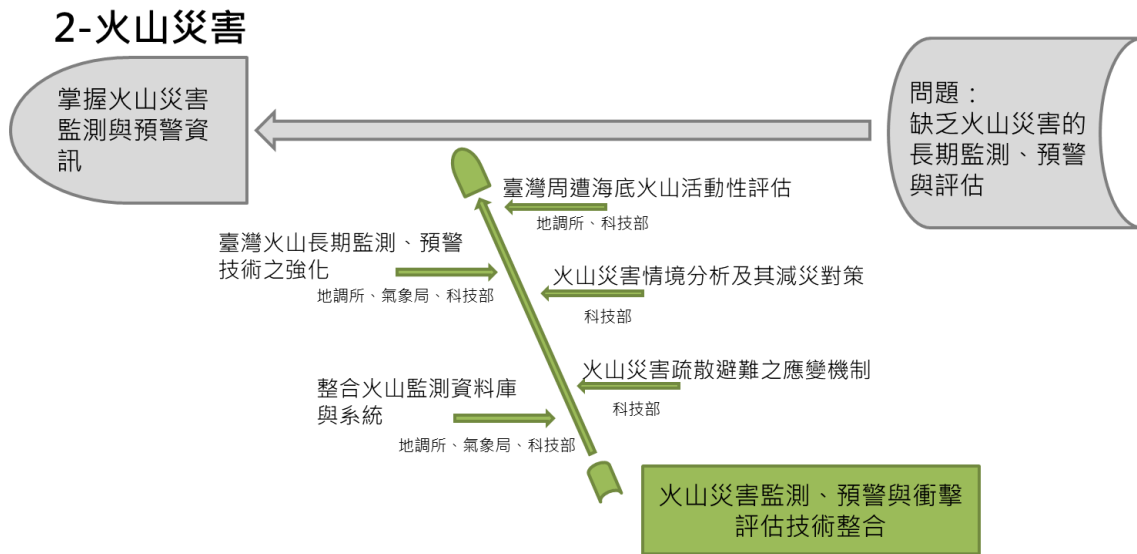 2-火山災害
掌握火山災害
監測與預警資
訊
問題：
缺乏火山災害的
長期監測、預警
與評估
臺灣周遭海底火山活動性評估
地調所、科技部
臺灣火山長期監測、預警
技術之強化
地調所、氣象局、科技部
火山災害情境分析及其減災對策
科技部
火山災害疏散避難之應變機制
科技部
整合火山監測資料庫
與系統
地調所、氣象局、科技部
火山災害監測、預警與衝擊
評估技術整合